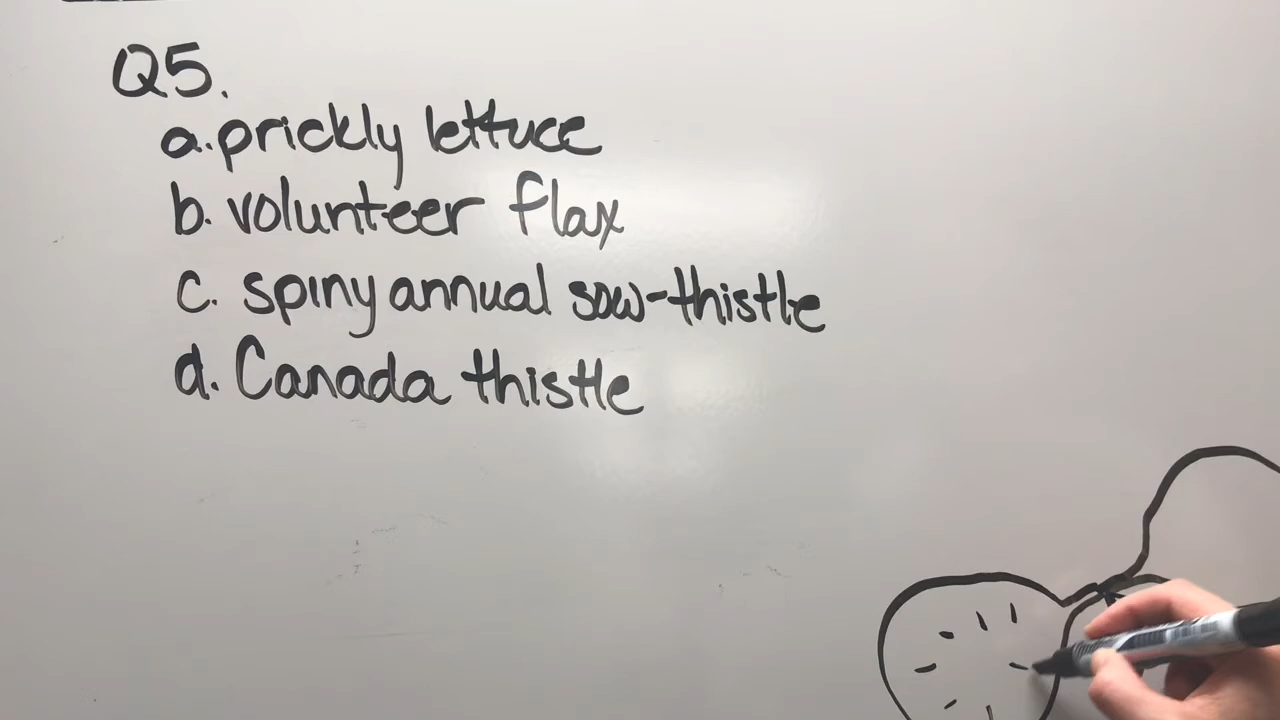 Q5.
a. prickly lettuce
b. volunteer flax
c. spiny annual sow-thistle
d. Canada thistle